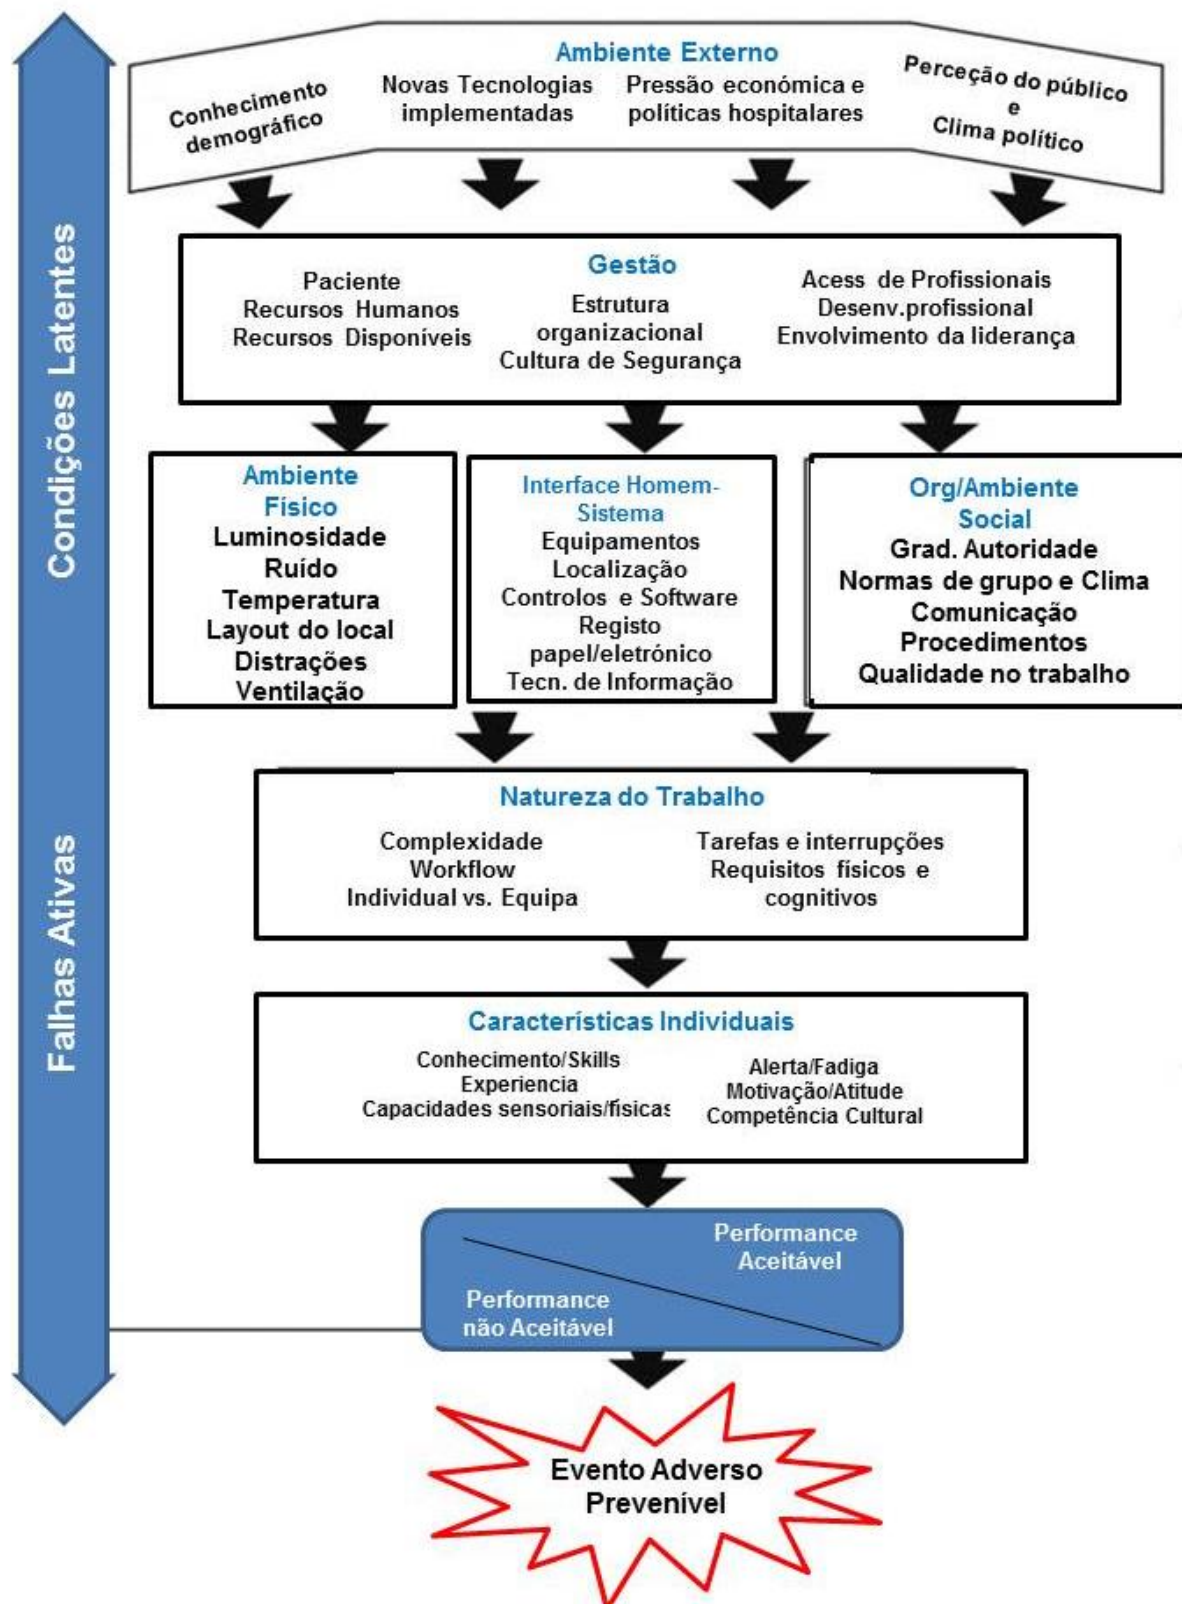 Ambiente Externo
Conhecimento
demográfico
Novas Tecnologias
implementadas
Pressão económica e
políticas hospitalares
Perceção do público
e
Clima político
Condições Latentes
Falhas Ativas
Gestão
Paciente
Recursos Humanos
Recursos Disponíveis
Estrutura
organizacional
Cultura de Segurança
Acess de Profissionais
Desenv.profissional
Envolvimento da liderança
Ambiente
Físico
Luminosidade
Ruído
Temperatura
Layout do local
Distrações
Ventilação
Interface Homem-
Sistema
Equipamentos
Localização
Controlos e Software
Registo
papel/eletrónico
Tecn. de Informação
Org/Ambiente
Social
Grad. Autoridade
Normas de grupo e Clima
Comunicação
Procedimentos
Qualidade no trabalho
Natureza do Trabalho
Complexidade
Workflow
Individual vs. Equipa
Tarefas e interrupções
Requisitos físicos e
cognitivos
Características Individuais
Conhecimento/Skills
Experiencia
Capacidades sensoriais/físicas
Alerta/Fadiga
Motivação/Atitude
Competência Cultural
Performance
Aceitável
Performance
não Aceitável
Evento Adverso
Prevenível